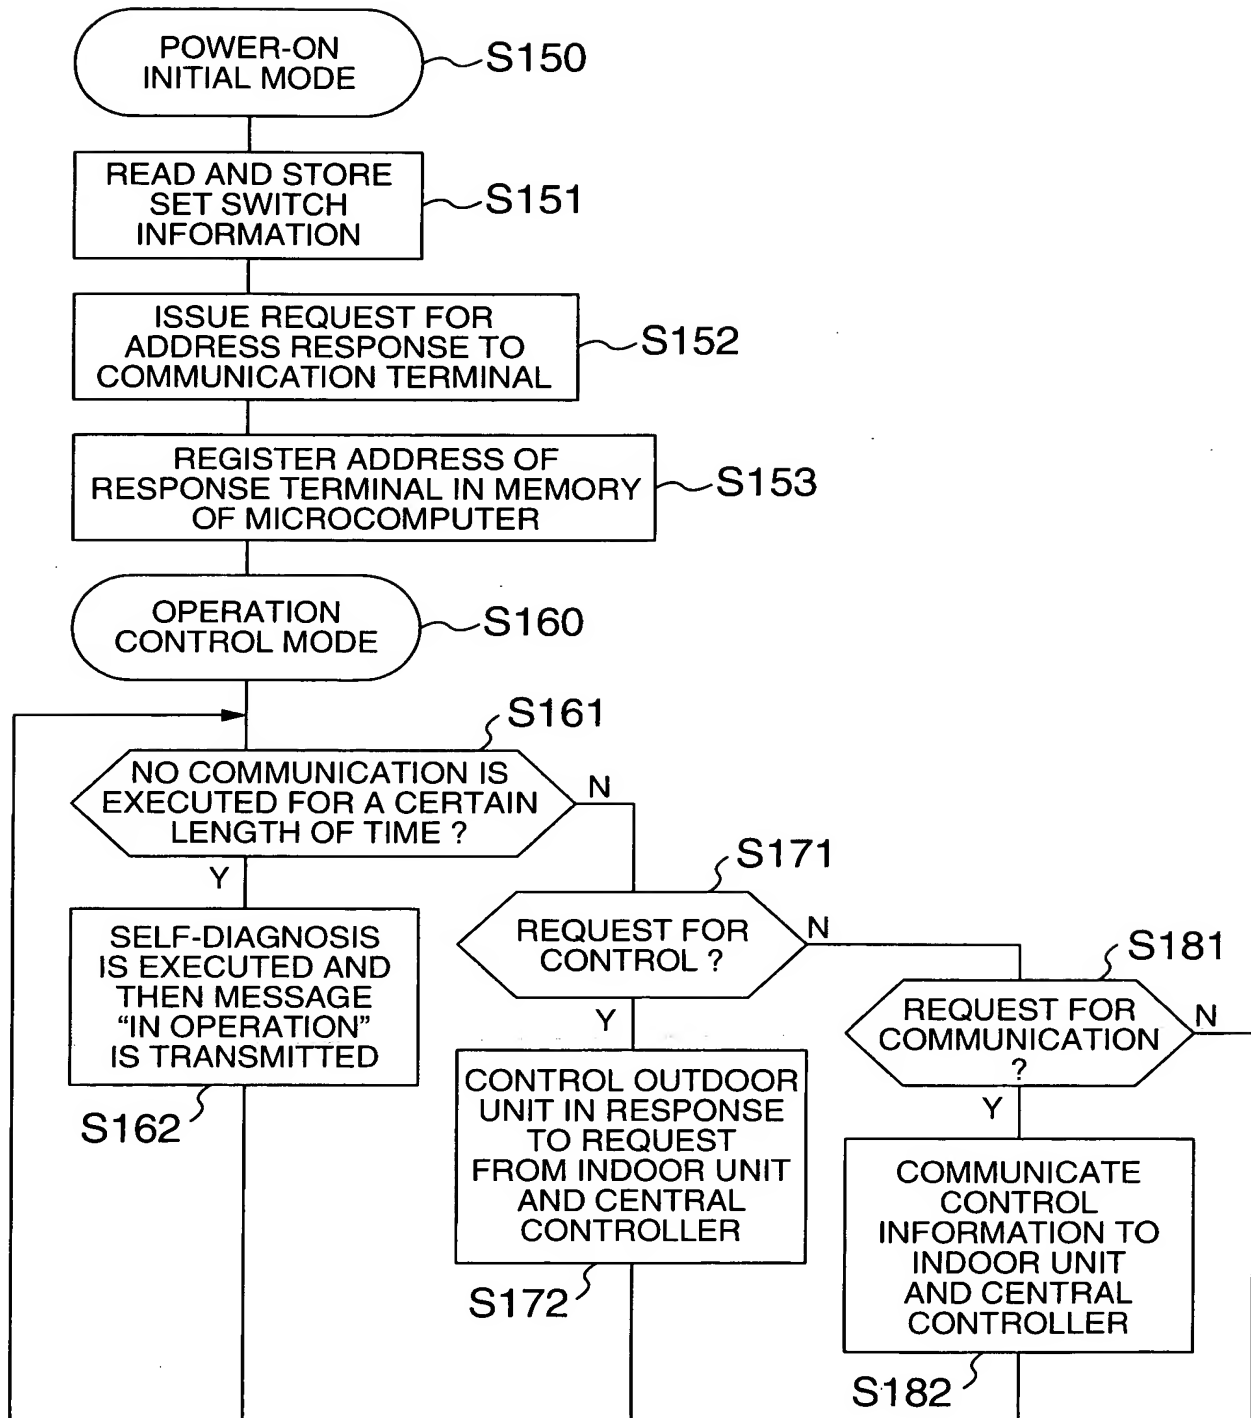 POWER-ON
INITIAL MODE
S150
READ AND STORE
SET SWITCH
INFORMATION
S151
ISSUE REQUEST FOR
ADDRESS RESPONSE TO
COMMUNICATION TERMINAL
S152
REGISTER ADDRESS OF
RESPONSE TERMINAL IN MEMORY
OF MICROCOMPUTER
S153
OPERATION
CONTROL MODE
S160
S161
NO COMMUNICATION IS
EXECUTED FOR A CERTAIN
LENGTH OF TIME ?
N
Y
SELF-DIAGNOSIS
IS EXECUTED AND
THEN MESSAGE
“IN OPERATION”
IS TRANSMITTED
S162
S171
REQUEST FOR
CONTROL ?
N
Y
CONTROL OUTDOOR
UNIT IN RESPONSE
TO REQUEST
FROM INDOOR UNIT
AND CENTRAL
CONTROLLER
S172
S181
REQUEST FOR
COMMUNICATION
?
N
Y
COMMUNICATE
CONTROL
INFORMATION TO
INDOOR UNIT
AND CENTRAL
CONTROLLER
S182